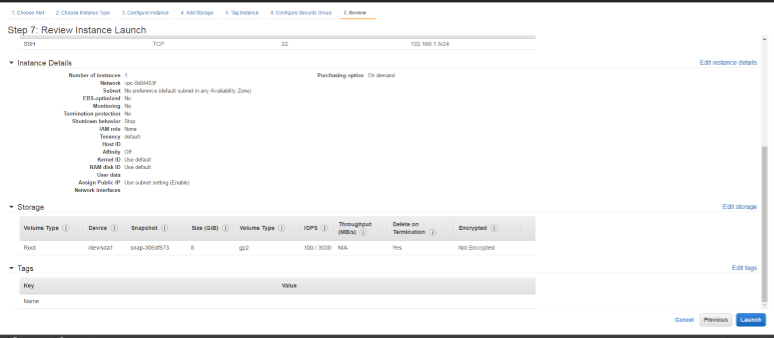 1. Choose AMI 2. Choose Instance Type 3. Configure Instance 4. Add Storage 5. Tag Instance 6. Configure Security Group 7. Review
Step 7: Review Instance Launch
SSH TCP 22 192.168.1.5/24
Instance Details Edit instance details
Number of instances 1 Purchasing option On demand
Network vpc-5b04453f
Subnet No preference (default subnet in any Availability Zone)
EBS-optimized No
Monitoring No
Termination protection No
Shutdown behavior Stop
IAM role None
Tenancy default
Host ID
Affinity Off
Kernel ID Use default
RAM disk ID Use default
User data
Assign Public IP Use subnet setting (Enable)
Network interfaces
Storage Edit storage
Volume Type Device Snapshot Size (GiB) Volume Type IOPS Throughput (MB/s) Delete on Termination Encrypted
Root /dev/sda1 snap-306df873 8 gp2 100 / 3000 N/A Yes Not Encrypted
Tags Edit tags
Key Value
Name
Cancel Previous Launch